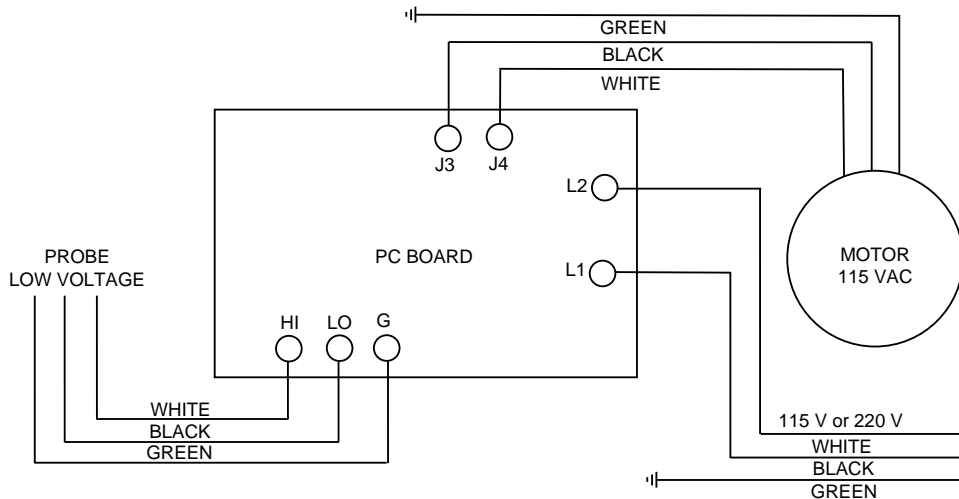 GREEN
BLACK
WHITE
J3 J4
L2
PROBE
LOW VOLTAGE
PC BOARD
L1
MOTOR
115 VAC
HI LO G
WHITE
BLACK
GREEN
115 V or 220 V
WHITE
BLACK
GREEN